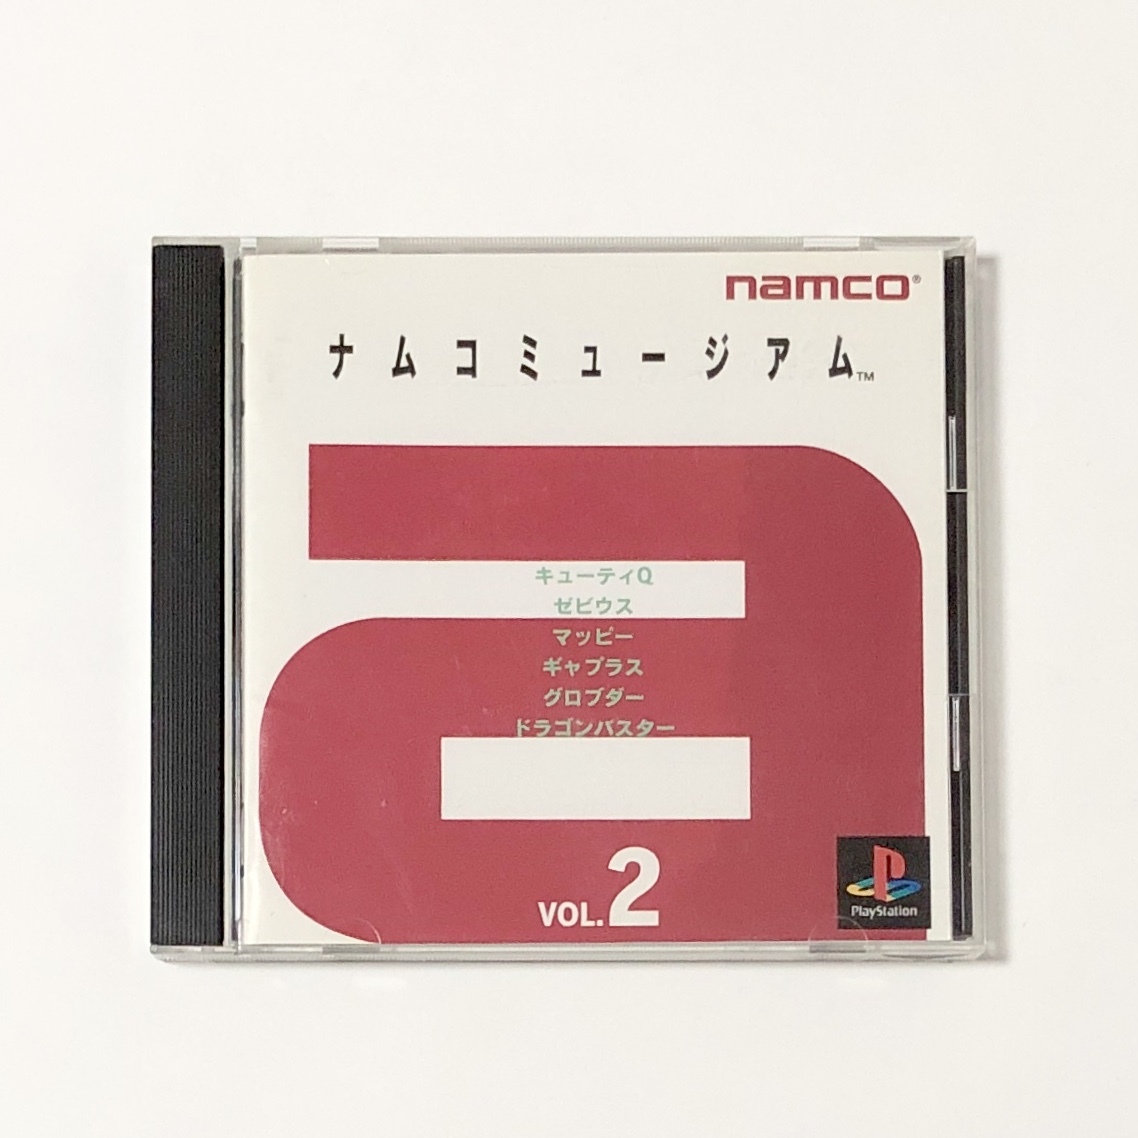 namco®
ナムコミュージアム™
キューティQ
ゼビウス
マッピー
ギャプラス
グロブダー
ドラゴンバスター
VOL.2
PlayStation